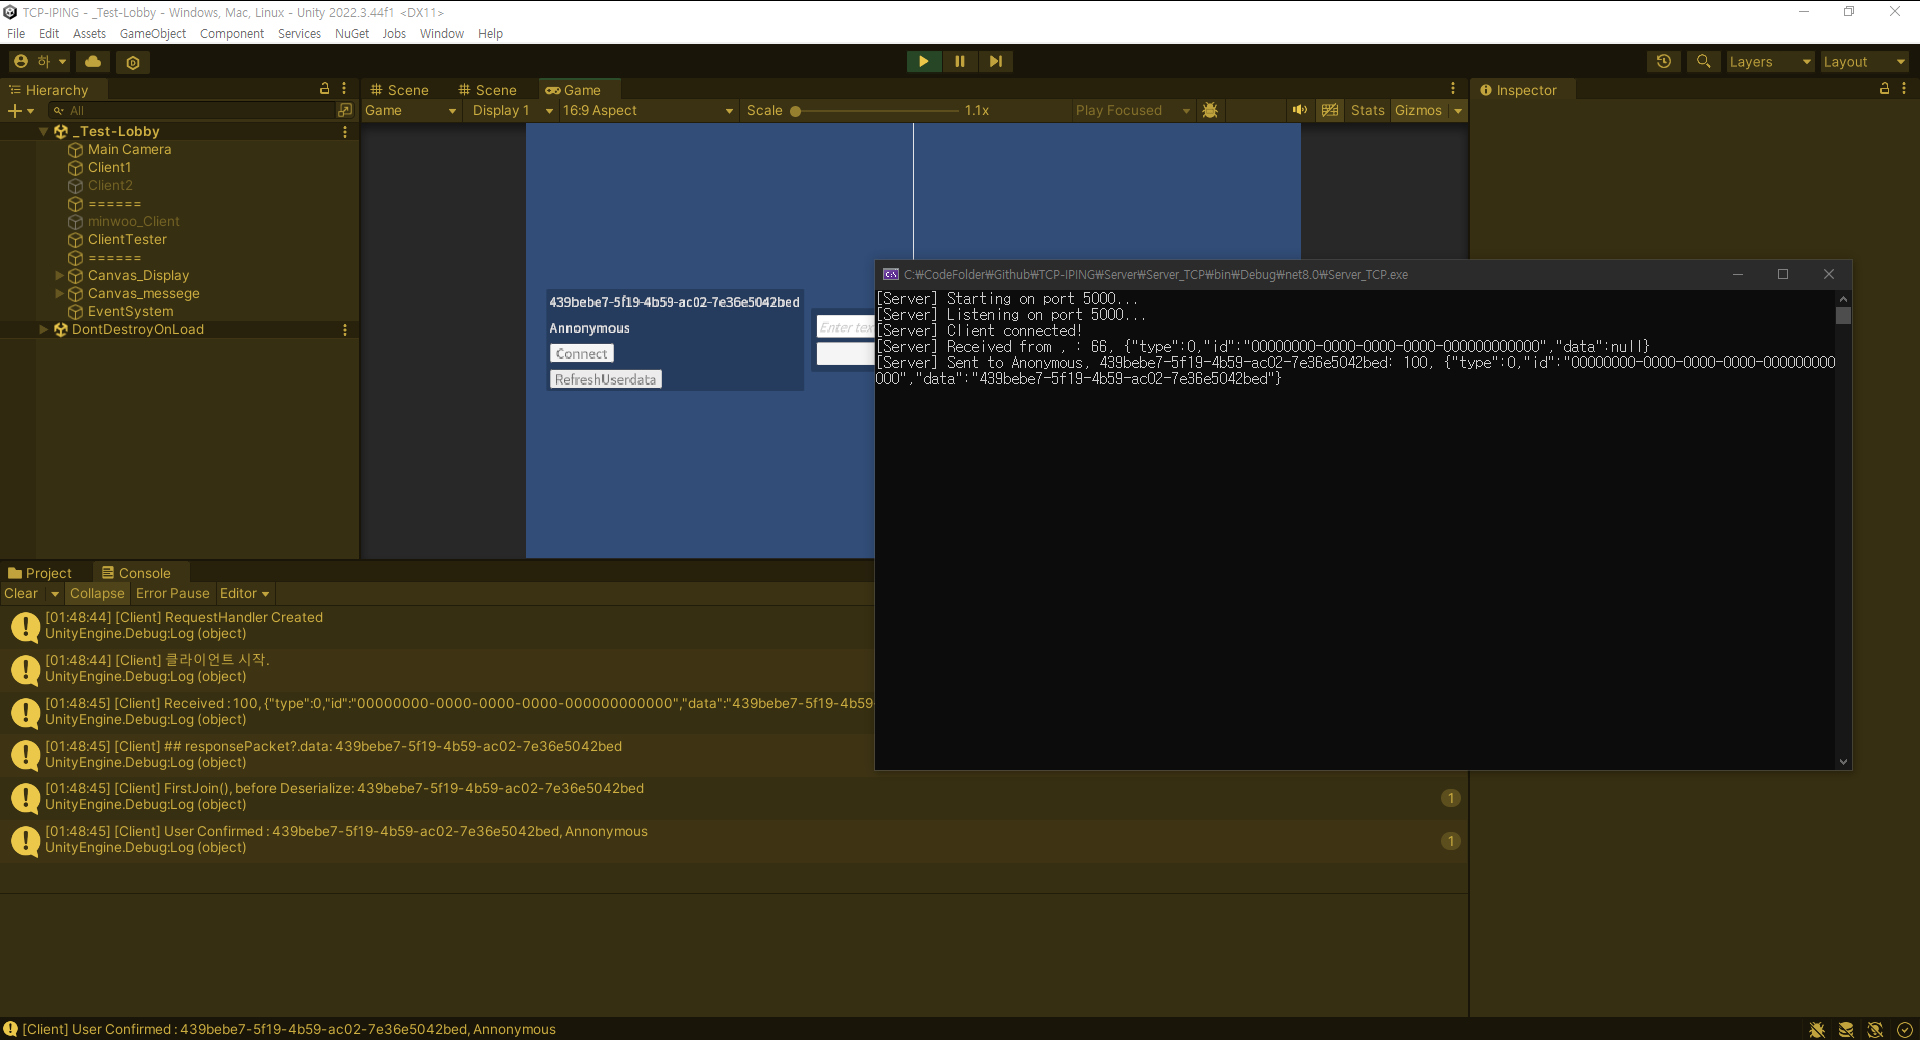 TCP-IPING - _Test-Lobby - Windows, Mac, Linux - Unity 2022.3.44f1 <DX11>
File Edit Assets GameObject Component Services NuGet Jobs Window Help
하
Layers
Layout
Hierarchy
All
_Test-Lobby
Main Camera
Client1
Client2
======
minwoo_Client
ClientTester
======
Canvas_Display
Canvas_messege
EventSystem
DontDestroyOnLoad
Scene Scene Game
Game Display 1 16:9 Aspect Scale 1.1x Play Focused Stats Gizmos
Inspector
439bebe7-5f19-4b59-ac02-7e36e5042bed
Annonymous
Connect
RefreshUserdata
Enter tex
C:₩CodeFolder₩Github₩TCP-IPING₩Server₩Server_TCP₩bin₩Debug₩net8.0₩Server_TCP.exe
[Server] Starting on port 5000...
[Server] Listening on port 5000...
[Server] Client connected!
[Server] Received from , : 66, {"type":0,"id":"00000000-0000-0000-0000-000000000000","data":null}
[Server] Sent to Anonymous, 439bebe7-5f19-4b59-ac02-7e36e5042bed: 100, {"type":0,"id":"00000000-0000-0000-0000-000000000
000","data":"439bebe7-5f19-4b59-ac02-7e36e5042bed"}
Project Console
Clear Collapse Error Pause Editor
[01:48:44] [Client] RequestHandler Created
UnityEngine.Debug:Log (object)
[01:48:44] [Client] 클라이언트 시작.
UnityEngine.Debug:Log (object)
[01:48:45] [Client] Received : 100, {"type":0,"id":"00000000-0000-0000-0000-000000000000","data":"439bebe7-5f19-4b59
UnityEngine.Debug:Log (object)
[01:48:45] [Client] ## responsePacket?.data: 439bebe7-5f19-4b59-ac02-7e36e5042bed
UnityEngine.Debug:Log (object)
[01:48:45] [Client] FirstJoin(), before Deserialize: 439bebe7-5f19-4b59-ac02-7e36e5042bed
UnityEngine.Debug:Log (object)
1
[01:48:45] [Client] User Confirmed : 439bebe7-5f19-4b59-ac02-7e36e5042bed, Annonymous
UnityEngine.Debug:Log (object)
1
[Client] User Confirmed : 439bebe7-5f19-4b59-ac02-7e36e5042bed, Annonymous